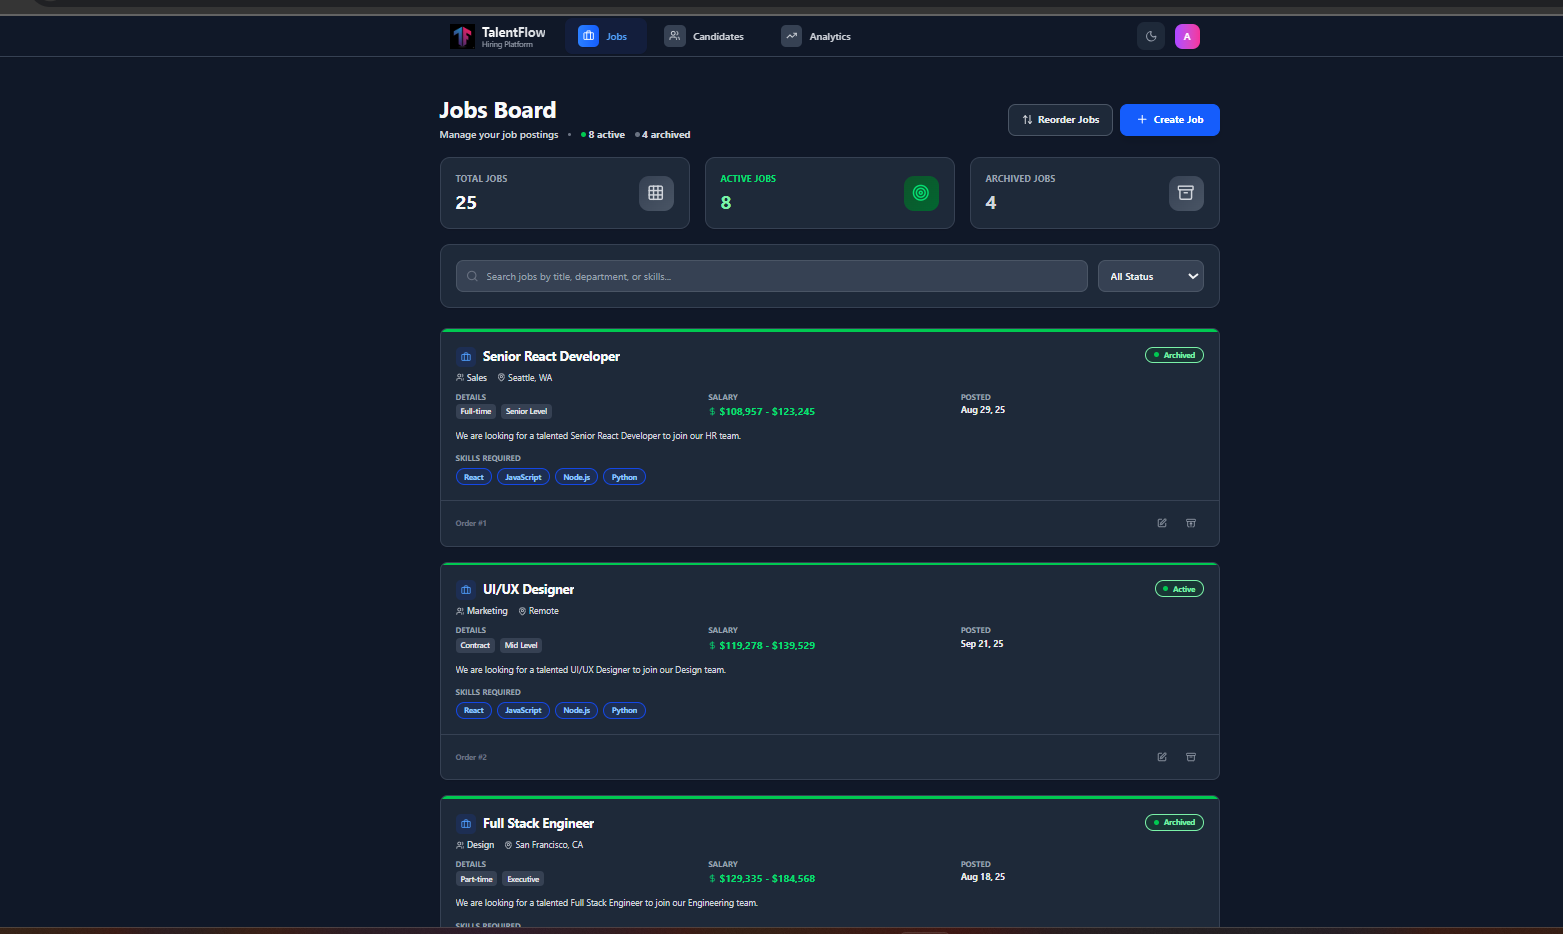 TalentFlow
Hiring Platform
Jobs
Candidates
Analytics
A
Jobs Board
Manage your job postings • 8 active 4 archived
Reorder Jobs
+ Create Job
TOTAL JOBS
25
ACTIVE JOBS
8
ARCHIVED JOBS
4
Search jobs by title, department, or skills...
All Status
Senior React Developer
Archived
Sales Seattle, WA
DETAILS SALARY POSTED
Full-time Senior Level $ $108,957 - $123,245 Aug 29, 25
We are looking for a talented Senior React Developer to join our HR team.
SKILLS REQUIRED
React JavaScript Node.js Python
Order #1
UI/UX Designer
Active
Marketing Remote
DETAILS SALARY POSTED
Contract Mid Level $ $119,278 - $139,529 Sep 21, 25
We are looking for a talented UI/UX Designer to join our Design team.
SKILLS REQUIRED
React JavaScript Node.js Python
Order #2
Full Stack Engineer
Archived
Design San Francisco, CA
DETAILS SALARY POSTED
Part-time Executive $ $129,335 - $184,568 Aug 18, 25
We are looking for a talented Full Stack Engineer to join our Engineering team.
SKILLS REQUIRED